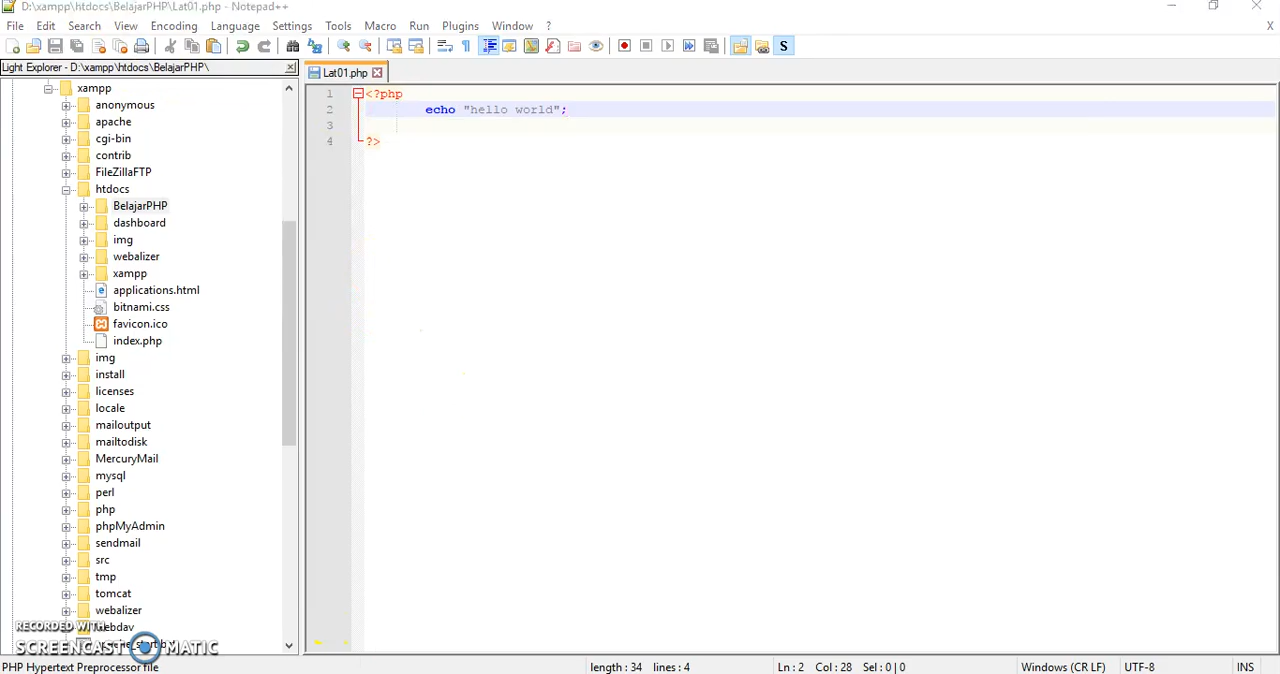 D:\xampp\htdocs\BelajarPHP\Lat01.php - Notepad++
File Edit Search View Encoding Language Settings Tools Macro Run Plugins Window ? X
Light Explorer - D:\xampp\htdocs\BelajarPHP\
Lat01.php
xampp
anonymous
apache
cgi-bin
contrib
FileZillaFTP
htdocs
BelajarPHP
dashboard
img
webalizer
xampp
applications.html
bitnami.css
favicon.ico
index.php
img
install
licenses
locale
mailoutput
mailtodisk
MercuryMail
mysql
perl
php
phpMyAdmin
sendmail
src
tmp
tomcat
webalizer
webdav
1 <?php
2 echo "hello world";
3
4 ?>
RECORDED WITH
SCREENCAST MATIC
PHP Hypertext Preprocessor file length : 34 lines : 4 Ln : 2 Col : 28 Sel : 0 | 0 Windows (CR LF) UTF-8 INS